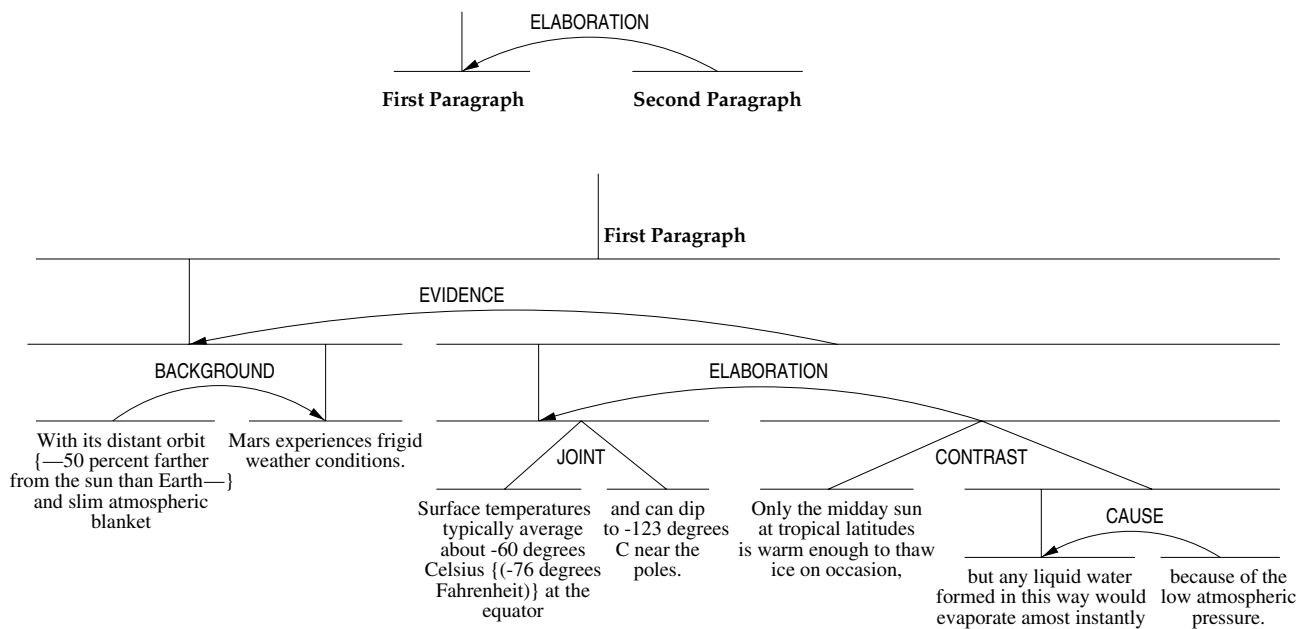 ELABORATION
First Paragraph
Second Paragraph
First Paragraph
EVIDENCE
BACKGROUND
ELABORATION
With its distant orbit
{—50 percent farther
from the sun than Earth—}
and slim atmospheric
blanket
Mars experiences frigid
weather conditions.
JOINT
CONTRAST
Surface temperatures
typically average
about -60 degrees
Celsius {(-76 degrees
Fahrenheit)} at the
equator
and can dip
to -123 degrees
C near the
poles.
Only the midday sun
at tropical latitudes
is warm enough to thaw
ice on occasion,
CAUSE
but any liquid water
formed in this way would
evaporate amost instantly
because of the
low atmospheric
pressure.